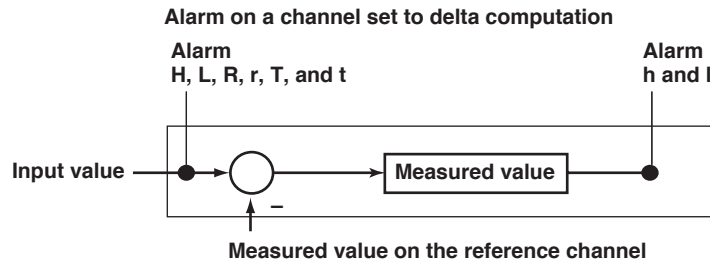 Alarm on a channel set to delta computation
Alarm
H, L, R, r, T, and t
Alarm
h and l
Input value
Measured value
–
Measured value on the reference channel